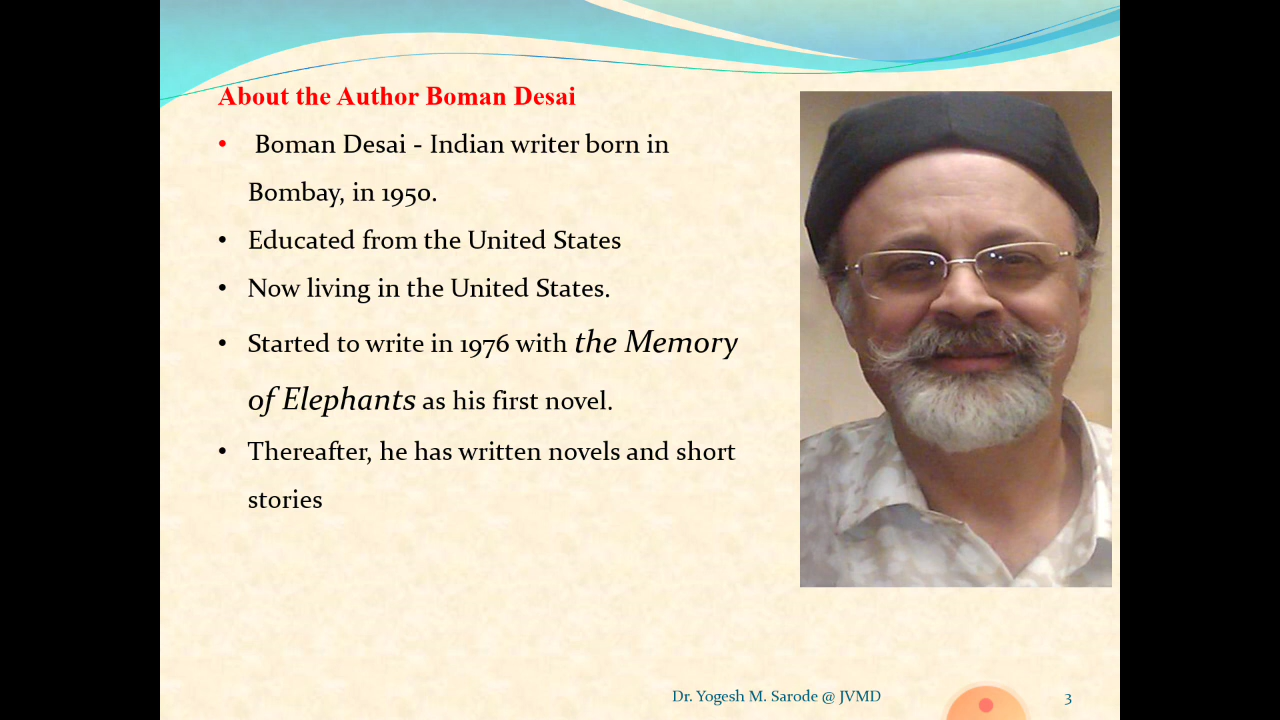 About the Author Boman Desai
• Boman Desai - Indian writer born in
Bombay, in 1950.
• Educated from the United States
• Now living in the United States.
• Started to write in 1976 with the Memory
of Elephants as his first novel.
• Thereafter, he has written novels and short
stories
Dr. Yogesh M. Sarode @ JVMD
3